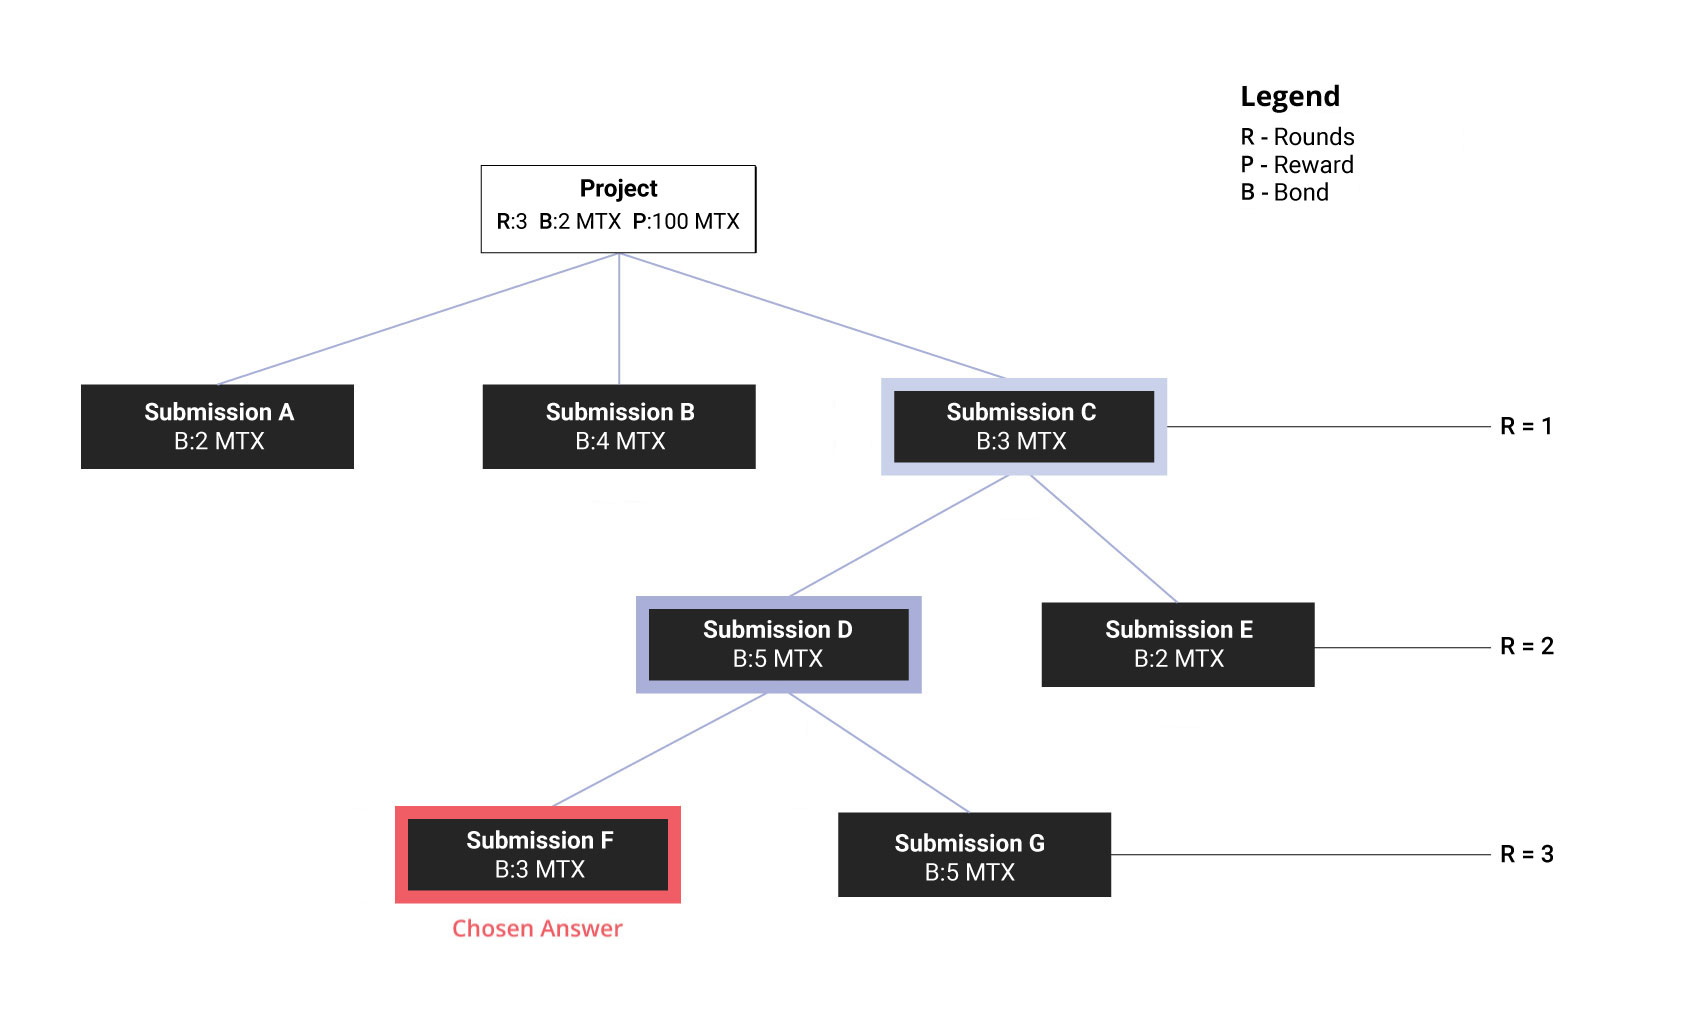 Legend
R - Rounds
P - Reward
B - Bond
Project
R:3 B:2 MTX P:100 MTX
Submission A
B:2 MTX
Submission B
B:4 MTX
Submission C
B:3 MTX
R = 1
Submission D
B:5 MTX
Submission E
B:2 MTX
R = 2
Submission F
B:3 MTX
Submission G
B:5 MTX
R = 3
Chosen Answer